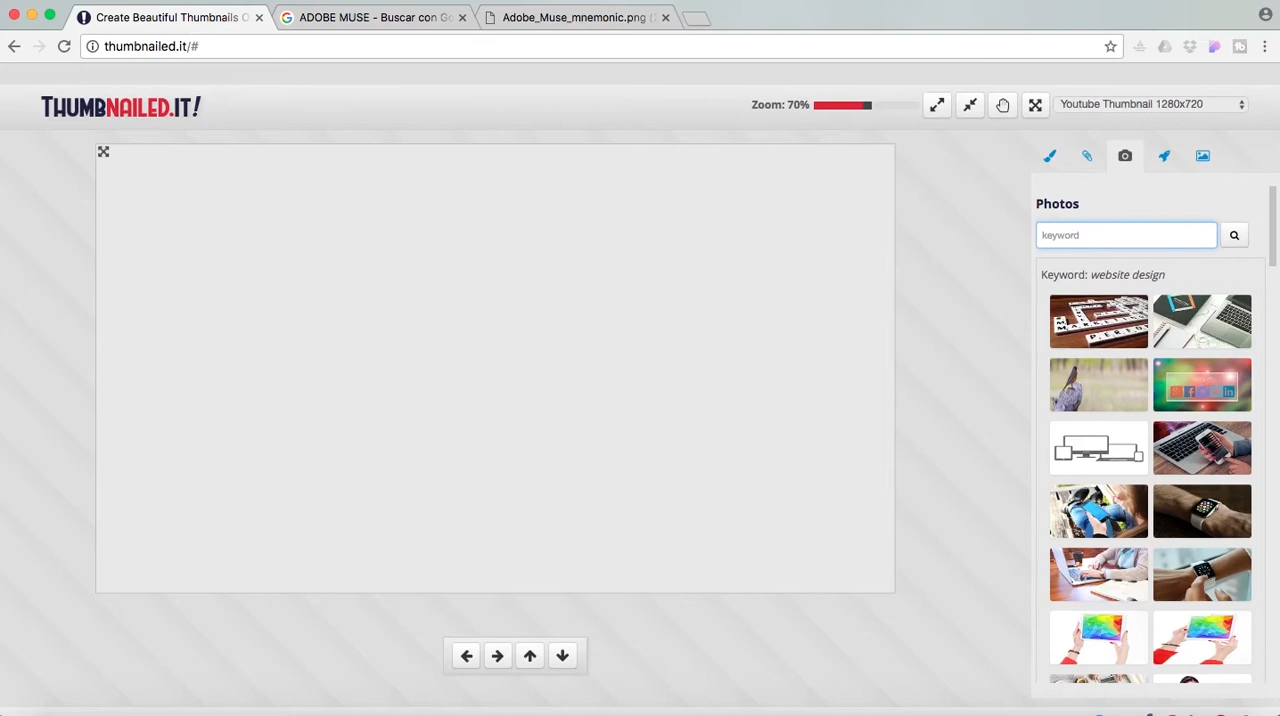 Create Beautiful Thumbnails O
ADOBE MUSE - Buscar con Go
Adobe_Muse_mnemonic.png (
thumbnailed.it/#
THUMBNAILED.IT!
Zoom: 70%
Youtube Thumbnail 1280x720
Photos
keyword
Keyword: website design